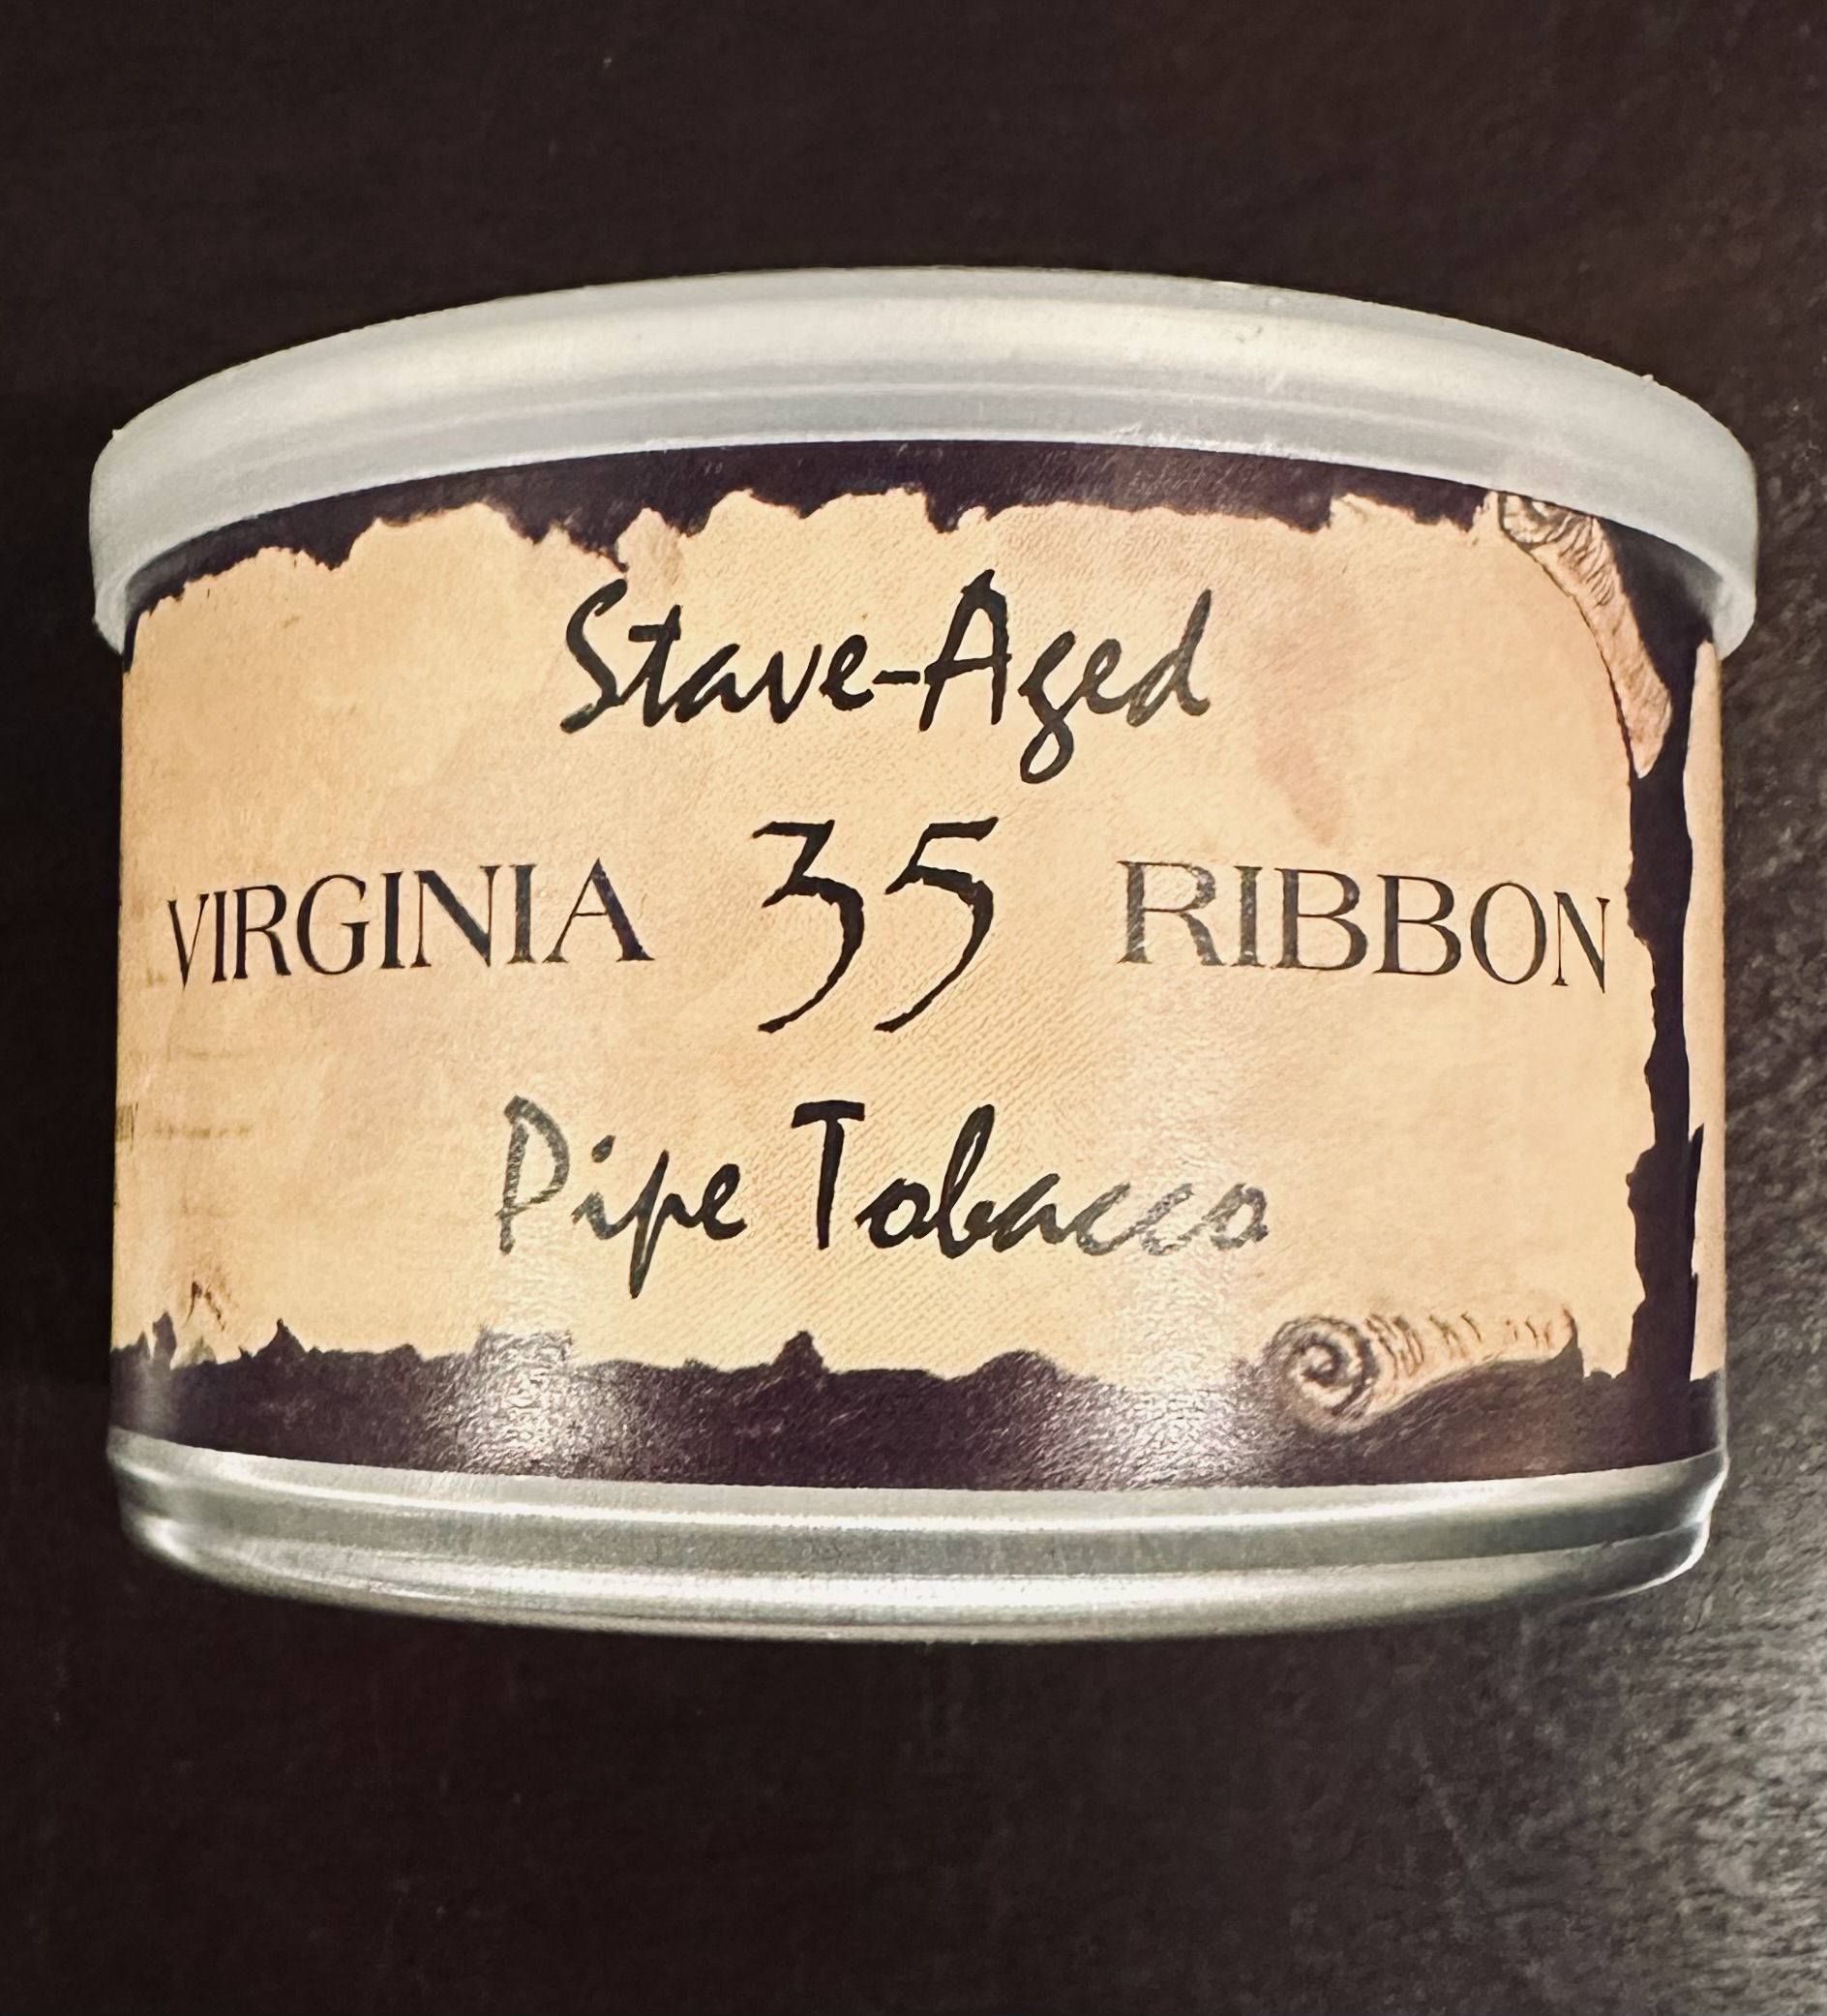 Stave-Aged
VIRGINIA 35 RIBBON
Pipe Tobacco